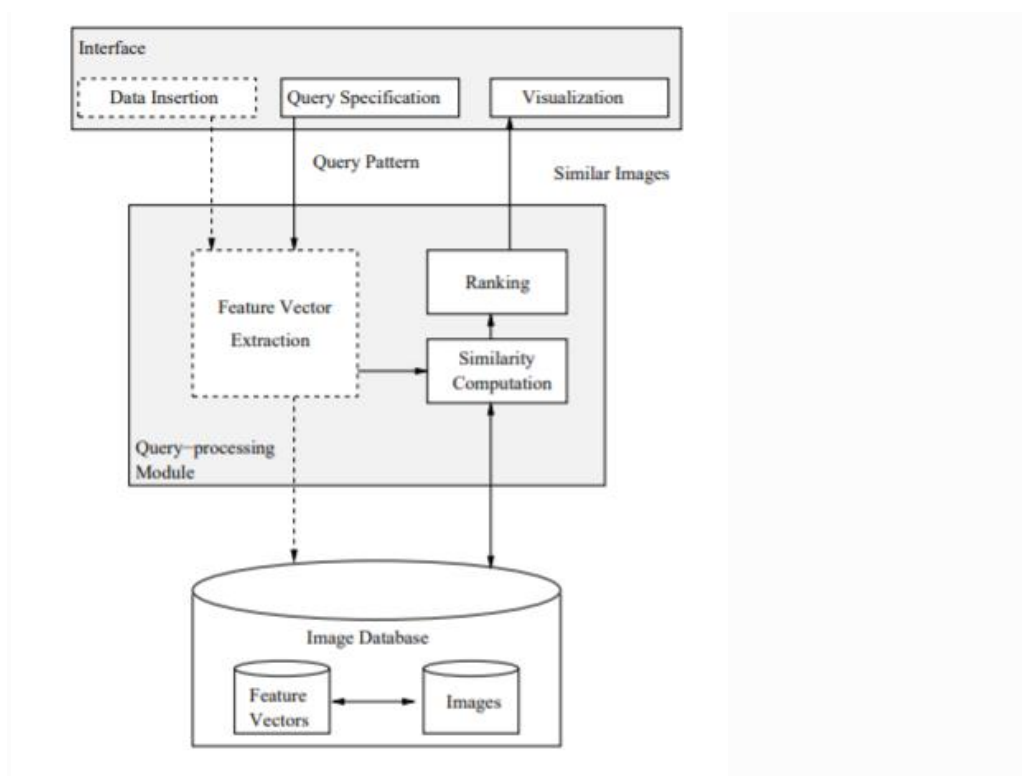 Interface
Data Insertion
Query Specification
Visualization
Query Pattern
Similar Images
Feature Vector
Extraction
Ranking
Similarity
Computation
Query-processing
Module
Image Database
Feature
Vectors
Images